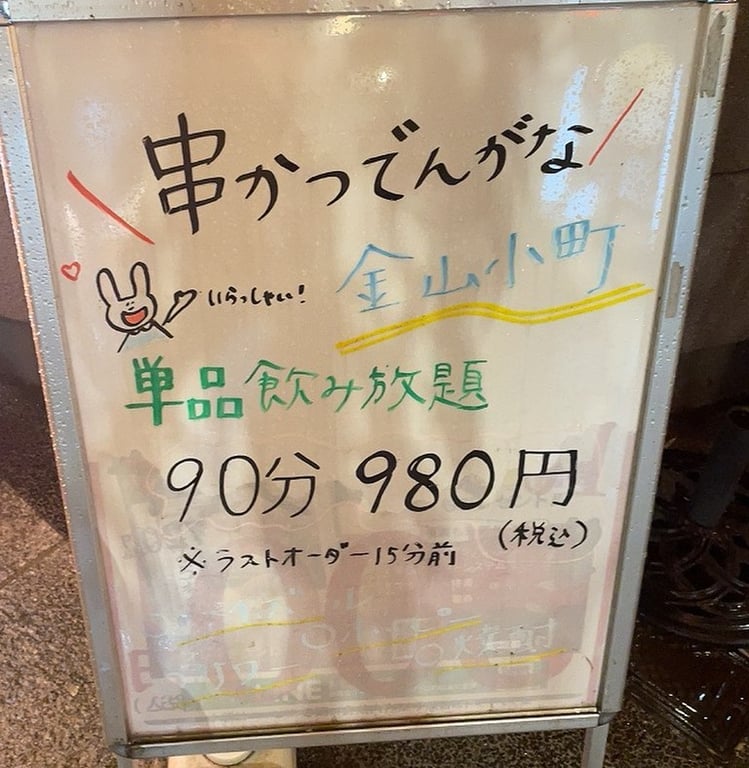 串かつでんがな
いらっしゃい!
金山小町
単品飲み放題
90分 980円
(税込)
※ラストオーダー15分前